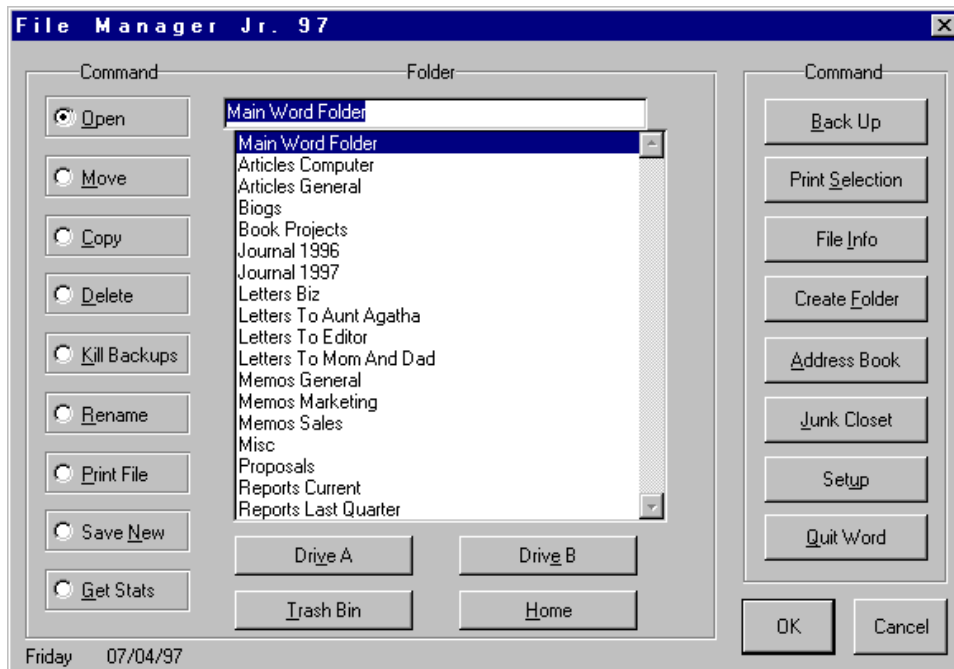 File Manager Jr. 97
Command
Open
Move
Copy
Delete
Kill Backups
Rename
Print File
Save New
Get Stats
Folder
Main Word Folder
Main Word Folder
Articles Computer
Articles General
Biogs
Book Projects
Journal 1996
Journal 1997
Letters Biz
Letters To Aunt Agatha
Letters To Editor
Letters To Mom And Dad
Memos General
Memos Marketing
Memos Sales
Misc
Proposals
Reports Current
Reports Last Quarter
Drive A
Drive B
Trash Bin
Home
Command
Back Up
Print Selection
File Info
Create Folder
Address Book
Junk Closet
Setup
Quit Word
OK
Cancel
Friday 07/04/97